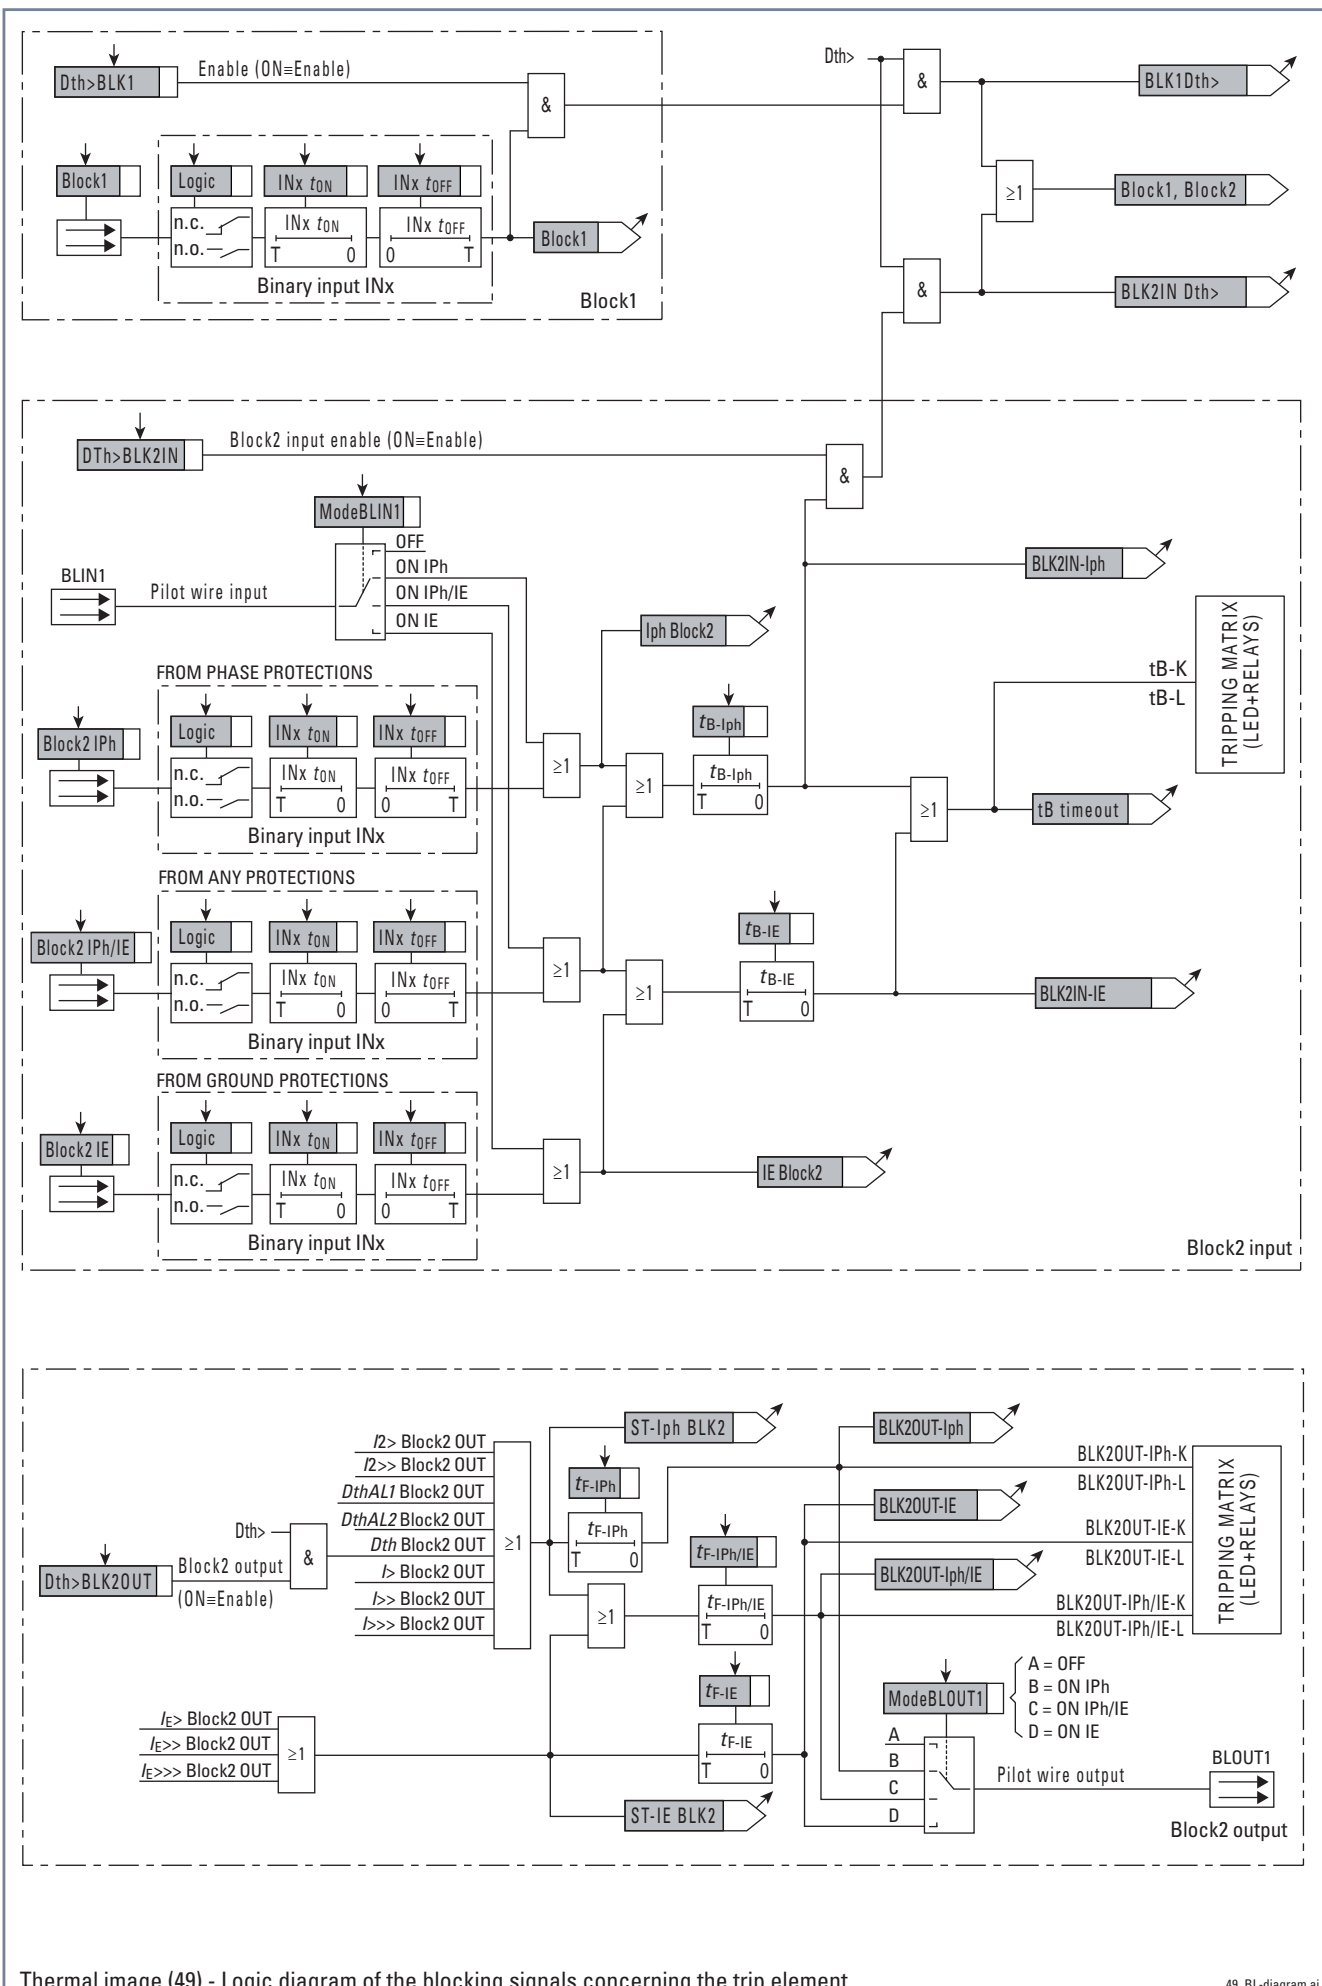 Dth>BLK1
Enable (ON≡Enable)
&
Block1
Logic
INx tON
INx tOFF
n.c.
n.o.
INx tON
T 0
INx tOFF
0 T
Binary input INx
Block1
Block1
Dth>
&
BLK1Dth>
≥1
Block1, Block2
&
BLK2IN Dth>
DTh>BLK2IN
Block2 input enable (ON≡Enable)
&
ModeBLIN1
OFF
ON IPh
ON IPh/IE
ON IE
BLIN1
Pilot wire input
BLK2IN-Iph
Iph Block2
TRIPPING MATRIX
(LED+RELAYS)
tB-K
tB-L
FROM PHASE PROTECTIONS
Block2 IPh
Logic
INx tON
INx tOFF
n.c.
n.o.
INx tON
T 0
INx tOFF
0 T
Binary input INx
≥1
≥1
tB-Iph
tB-Iph
T 0
≥1
tB timeout
FROM ANY PROTECTIONS
Block2 IPh/IE
Logic
INx tON
INx tOFF
n.c.
n.o.
INx tON
T 0
INx tOFF
0 T
Binary input INx
≥1
≥1
tB-IE
tB-IE
T 0
BLK2IN-IE
FROM GROUND PROTECTIONS
Block2 IE
Logic
INx tON
INx tOFF
n.c.
n.o.
INx tON
T 0
INx tOFF
0 T
Binary input INx
≥1
IE Block2
Block2 input
I2> Block2 OUT
I2>> Block2 OUT
DthAL1 Block2 OUT
DthAL2 Block2 OUT
Dth Block2 OUT
I> Block2 OUT
I>> Block2 OUT
I>>> Block2 OUT
≥1
Dth>
Dth>BLK2OUT
Block2 output
(ON≡Enable)
&
ST-Iph BLK2
tF-IPh
tF-IPh
T 0
≥1
tF-IPh/IE
tF-IPh/IE
T 0
BLK2OUT-Iph
BLK2OUT-IE
BLK2OUT-Iph/IE
BLK2OUT-IPh-K
BLK2OUT-IPh-L
BLK2OUT-IE-K
BLK2OUT-IE-L
BLK2OUT-IPh/IE-K
BLK2OUT-IPh/IE-L
TRIPPING MATRIX
(LED+RELAYS)
IE> Block2 OUT
IE>> Block2 OUT
IE>>> Block2 OUT
≥1
tF-IE
tF-IE
T 0
ST-IE BLK2
ModeBLOUT1
A = OFF
B = ON IPh
C = ON IPh/IE
D = ON IE
A
B
C
D
Pilot wire output
BLOUT1
Block2 output
Thermal image (49) - Logic diagram of the blocking signals concerning the trip element
49_BL-diagram.ai